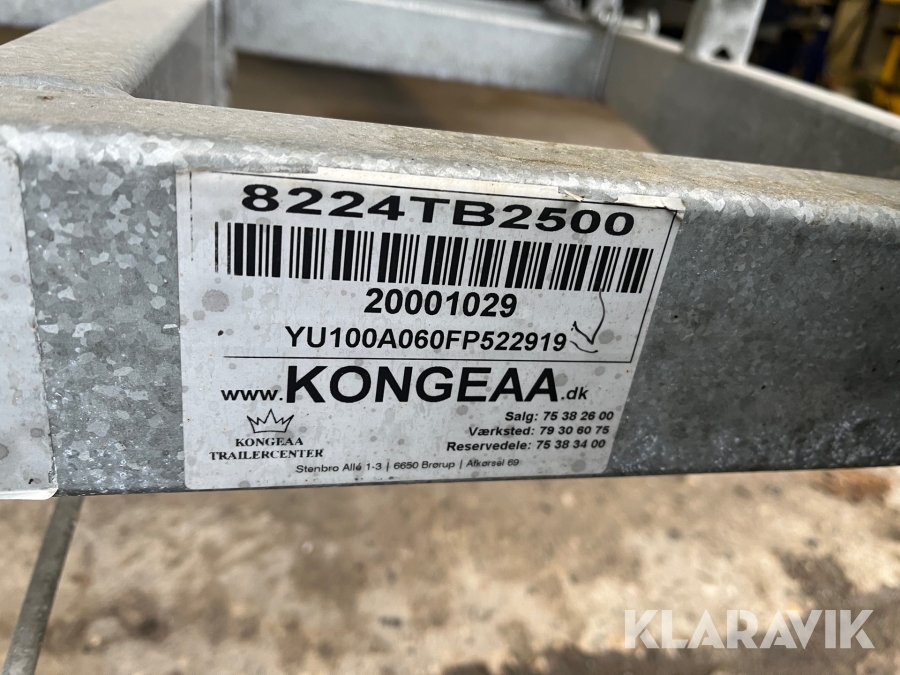 8224TB2500
20001029
YU100A060FP522919
www.KONGEAA.dk
Salg: 75 38 26 00
Værksted: 79 30 60 75
Reservedele: 75 38 34 00
KONGEAA
TRAILERCENTER
Stenbro Allé 1-3 | 6650 Brørup | Afkørsel 69
KLARAVIK